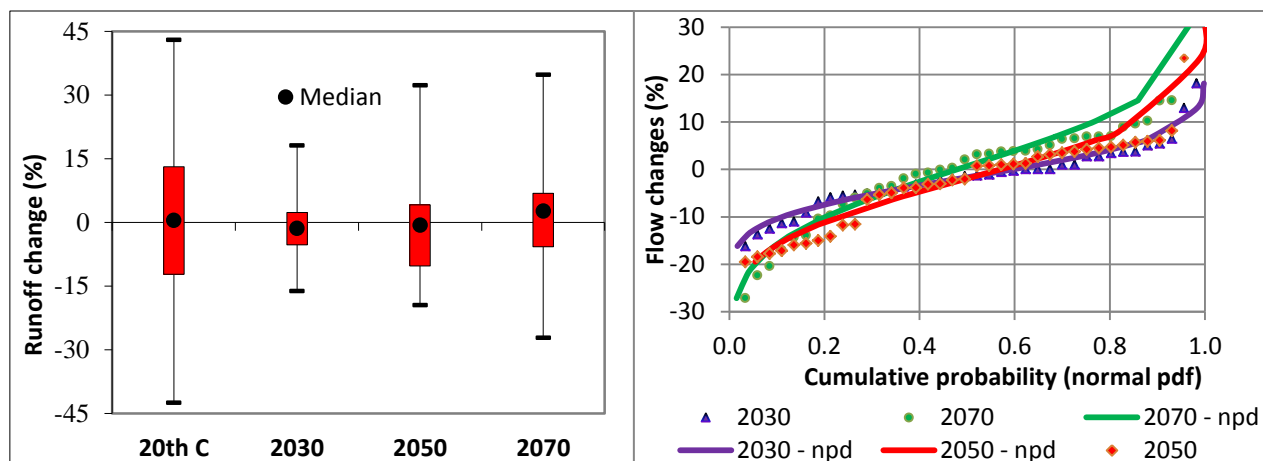 Runoff change (%)
45
30
15
0
-15
-30
-45
Median
20th C 2030 2050 2070
Flow changes (%)
30
20
10
0
-10
-20
-30
0.0 0.2 0.4 0.6 0.8 1.0
Cumulative probability (normal pdf)
2030 2070 2070 - npd
2030 - npd 2050 - npd 2050